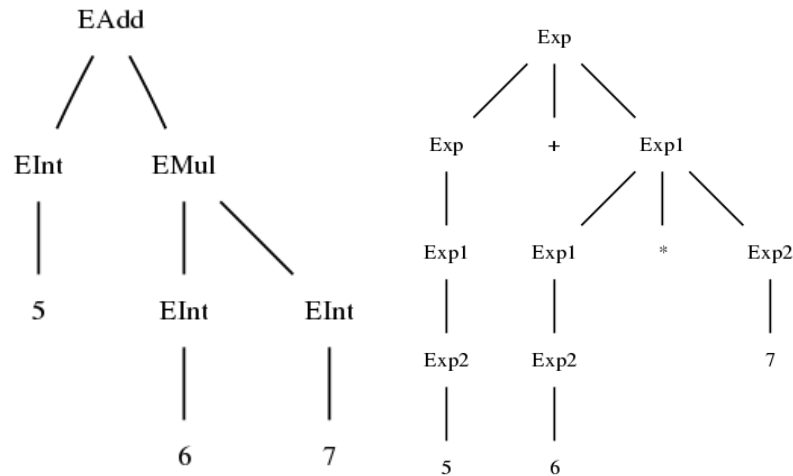 EAdd
EInt EMul
5 EInt EInt
6 7
Exp
Exp + Exp1
Exp1 Exp1 * Exp2
Exp2 Exp2 7
5 6